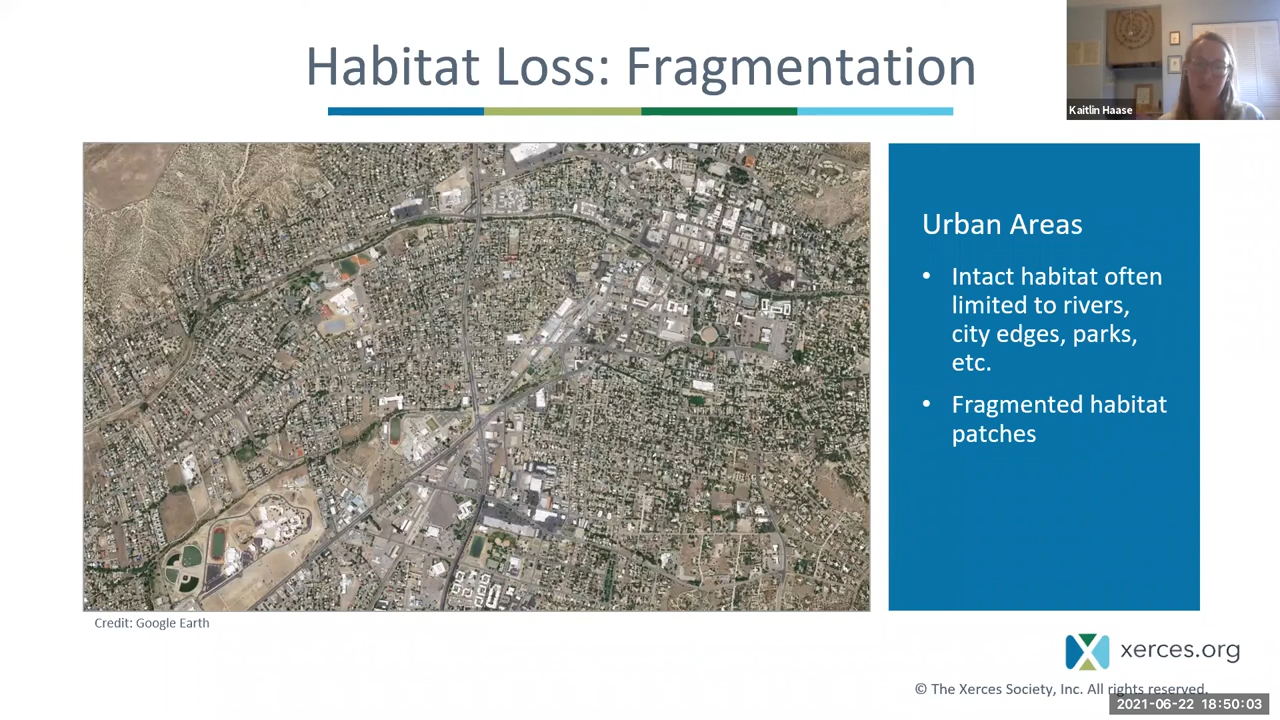 Habitat Loss: Fragmentation
Kaitlin Haase
Urban Areas
• Intact habitat often
limited to rivers,
city edges, parks,
etc.
• Fragmented habitat
patches
Credit: Google Earth
xerces.org
© The Xerces Society, Inc. All rights reserved.
2021-06-22 18:50:03